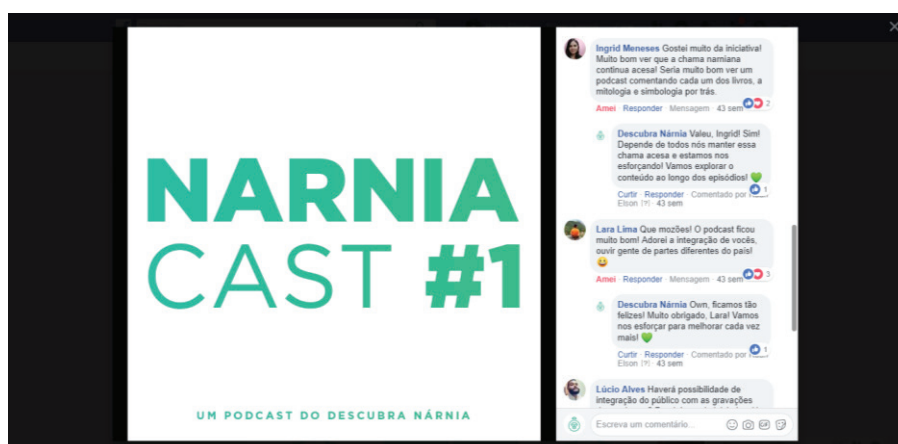 NARNIA
CAST #1
UM PODCAST DO DESCUBRA NÁRNIA
Ingrid Meneses Gostei muito da iniciativa!
Muito bom ver que a chama narniana
continua acesa! Seria muito bom ver um
podcast comentando cada um dos livros, a
mitologia e simbologia por trás.
Amei · Responder · Mensagem · 43 sem 2
Descubra Nárnia Valeu, Ingrid! Sim!
Depende de todos nós manter essa
chama acesa e estamos nos
esforçando! Vamos explorar o
conteúdo ao longo dos episódios! 💚
Curtir · Responder · Comentado por 1
Elson [?] · 43 sem
Lara Lima Que mozões! O podcast ficou
muito bom! Adorei a integração de vocês,
ouvir gente de partes diferentes do país!
😄
Amei · Responder · Mensagem · 43 sem 3
Descubra Nárnia Own, ficamos tão
felizes! Muito obrigado, Lara! Vamos
nos esforçar para melhorar cada vez
mais! 💚
Curtir · Responder · Comentado por 1
Elson [?] · 43 sem
Lúcio Alves Haverá possibilidade de
integração do público com as gravações
Escreva um comentário...
GIF